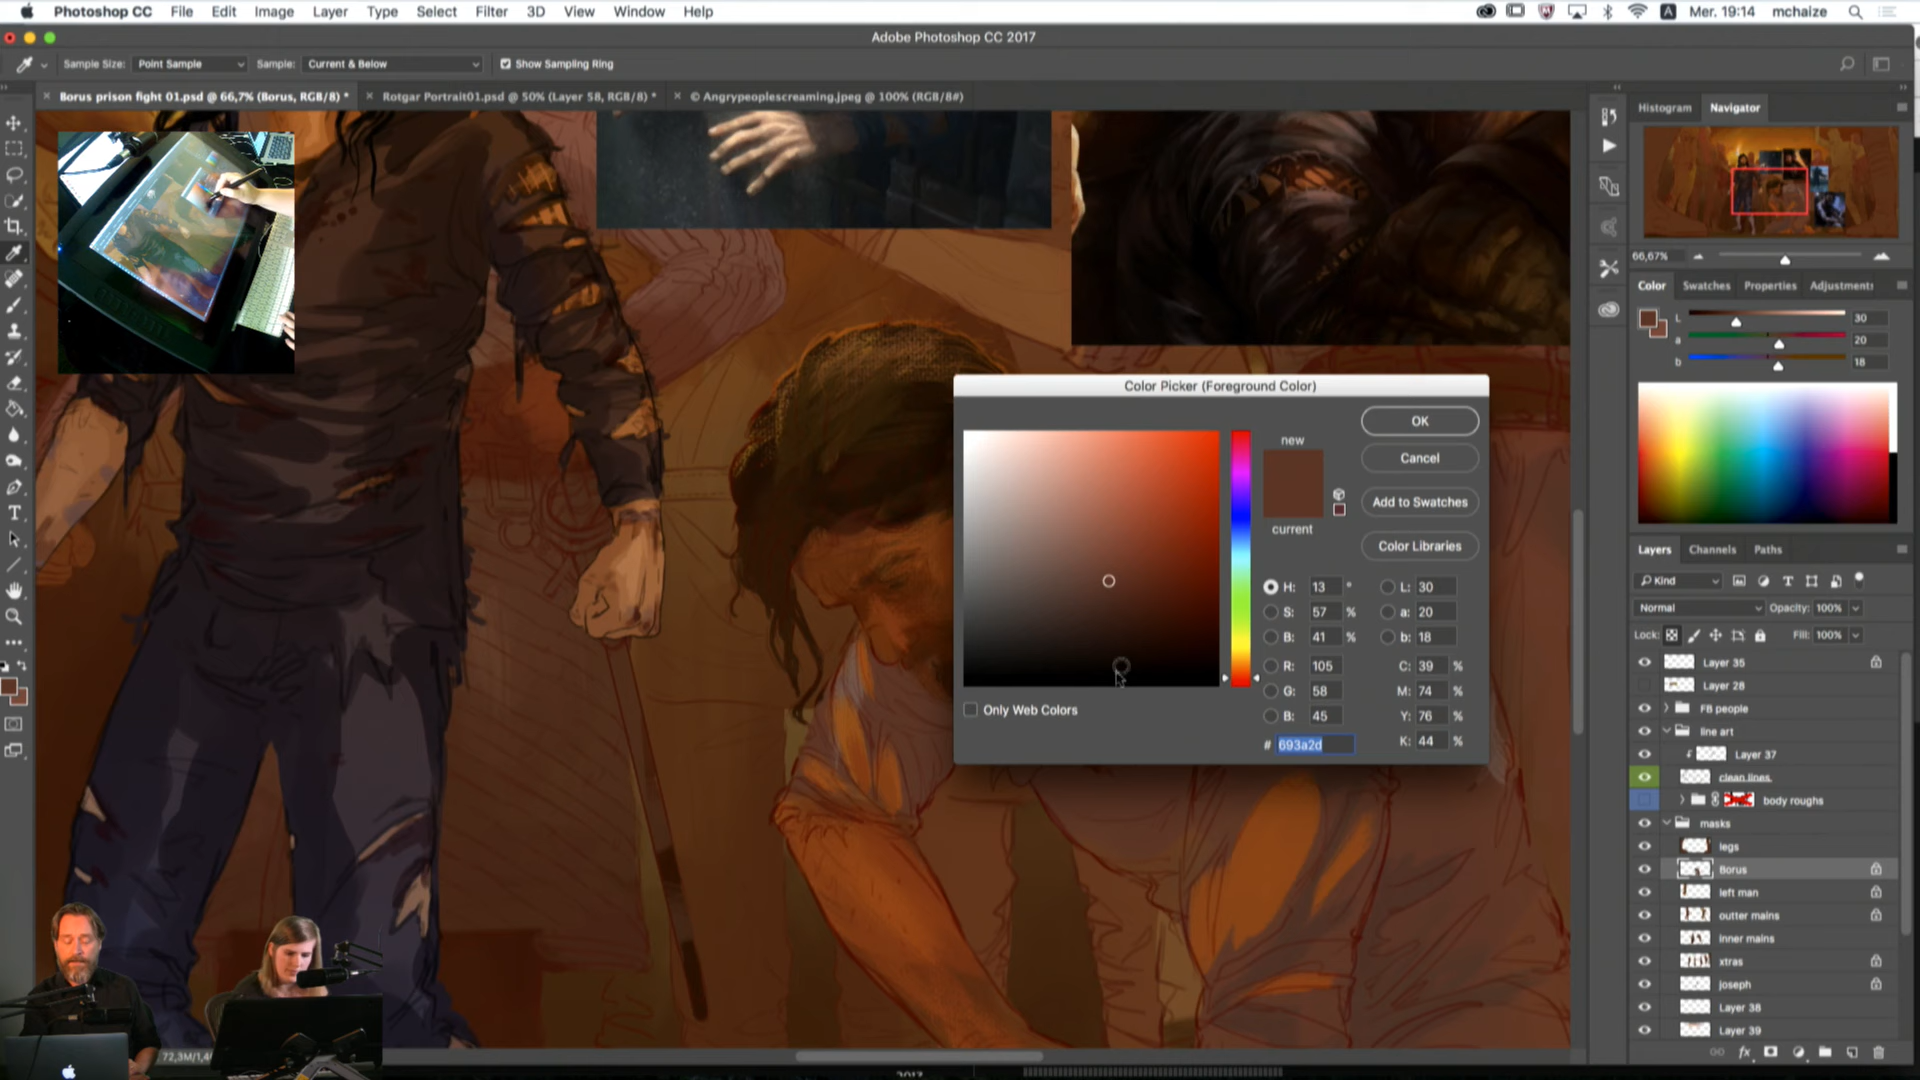 Photoshop CC File Edit Image Layer Type Select Filter 3D View Window Help A Mer. 19:14 mchaize
Adobe Photoshop CC 2017
Sample Size: Point Sample Sample: Current & Below Show Sampling Ring
Borus prison fight 01.psd @ 66,7% (Borus, RGB/8) * Rotgar Portrait01.psd @ 50% (Layer 58, RGB/8) * © Angrypeoplescreaming.jpeg @ 100% (RGB/8#)
Histogram Navigator
66,67%
Color Swatches Properties Adjustments
L 30
a 20
b 18
Color Picker (Foreground Color)
OK
new
Cancel
Add to Swatches
current
Color Libraries
H: 13 ° L: 30
S: 57 % a: 20
B: 41 % b: 18
R: 105 C: 39 %
G: 58 M: 74 %
B: 45 Y: 76 %
# 693a2d K: 44 %
Only Web Colors
Layers Channels Paths
Kind
Normal Opacity: 100%
Lock: Fill: 100%
Layer 35
Layer 28
FB people
line art
Layer 37
clean lines
body roughs
masks
legs
Borus
left man
outter mains
inner mains
xtras
joseph
Layer 38
Layer 39
fx